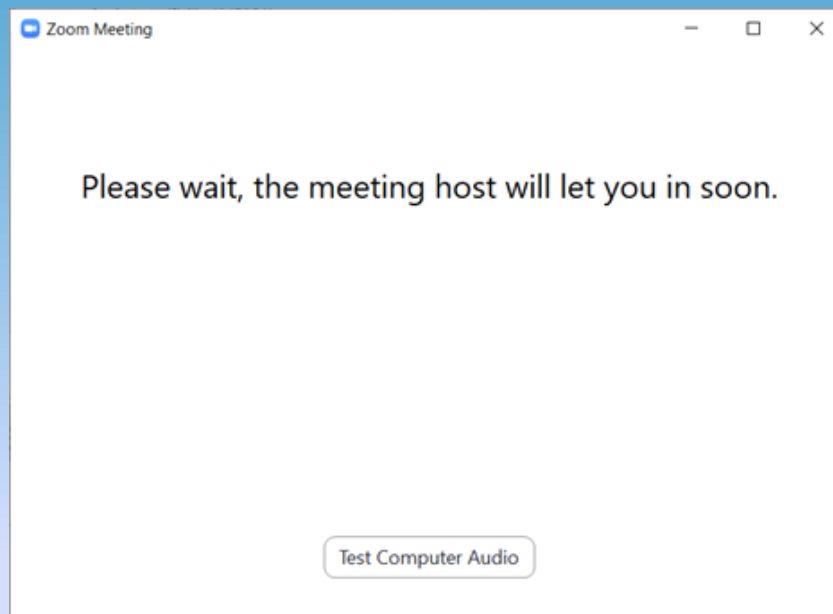 Zoom Meeting
Please wait, the meeting host will let you in soon.
Test Computer Audio